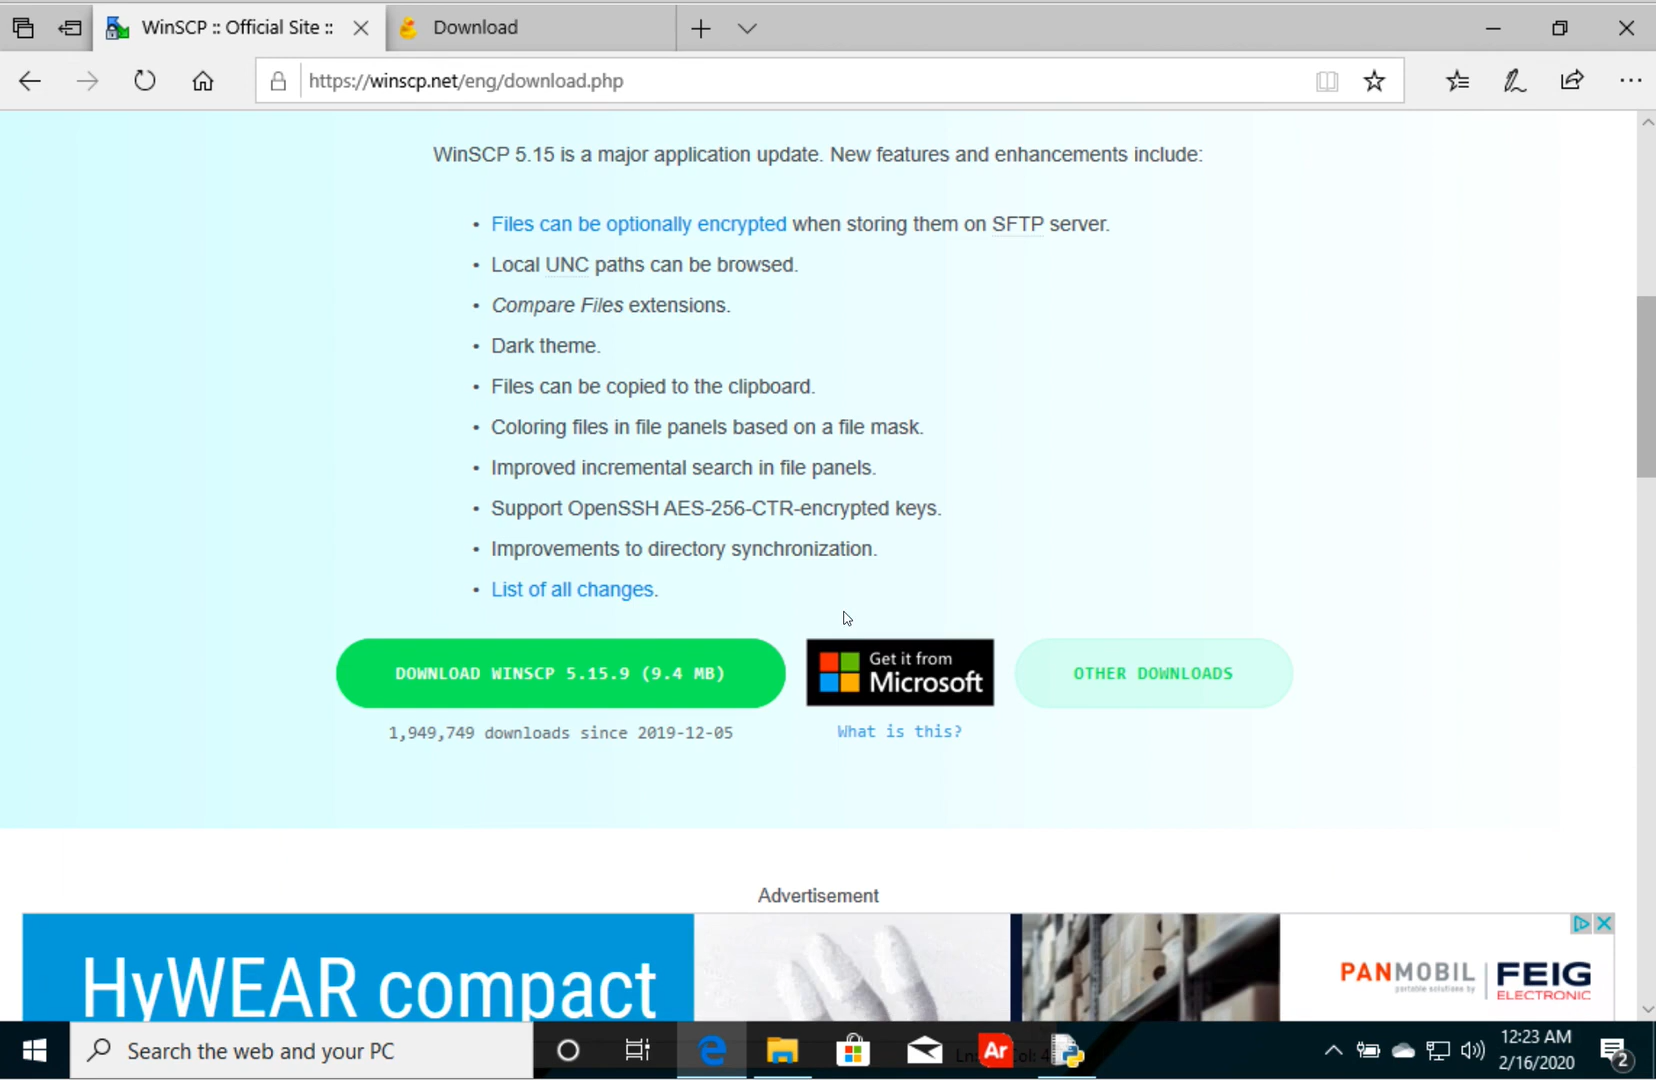 WinSCP :: Official Site ::
Download
https://winscp.net/eng/download.php
WinSCP 5.15 is a major application update. New features and enhancements include:
• Files can be optionally encrypted when storing them on SFTP server.
• Local UNC paths can be browsed.
• Compare Files extensions.
• Dark theme.
• Files can be copied to the clipboard.
• Coloring files in file panels based on a file mask.
• Improved incremental search in file panels.
• Support OpenSSH AES-256-CTR-encrypted keys.
• Improvements to directory synchronization.
• List of all changes.
DOWNLOAD WINSCP 5.15.9 (9.4 MB)
Get it from
Microsoft
OTHER DOWNLOADS
1,949,749 downloads since 2019-12-05
What is this?
Advertisement
HyWEAR compact
PANMOBIL
portable solutions by
FEIG
ELECTRONIC
Search the web and your PC
Ar
12:23 AM
2/16/2020
2